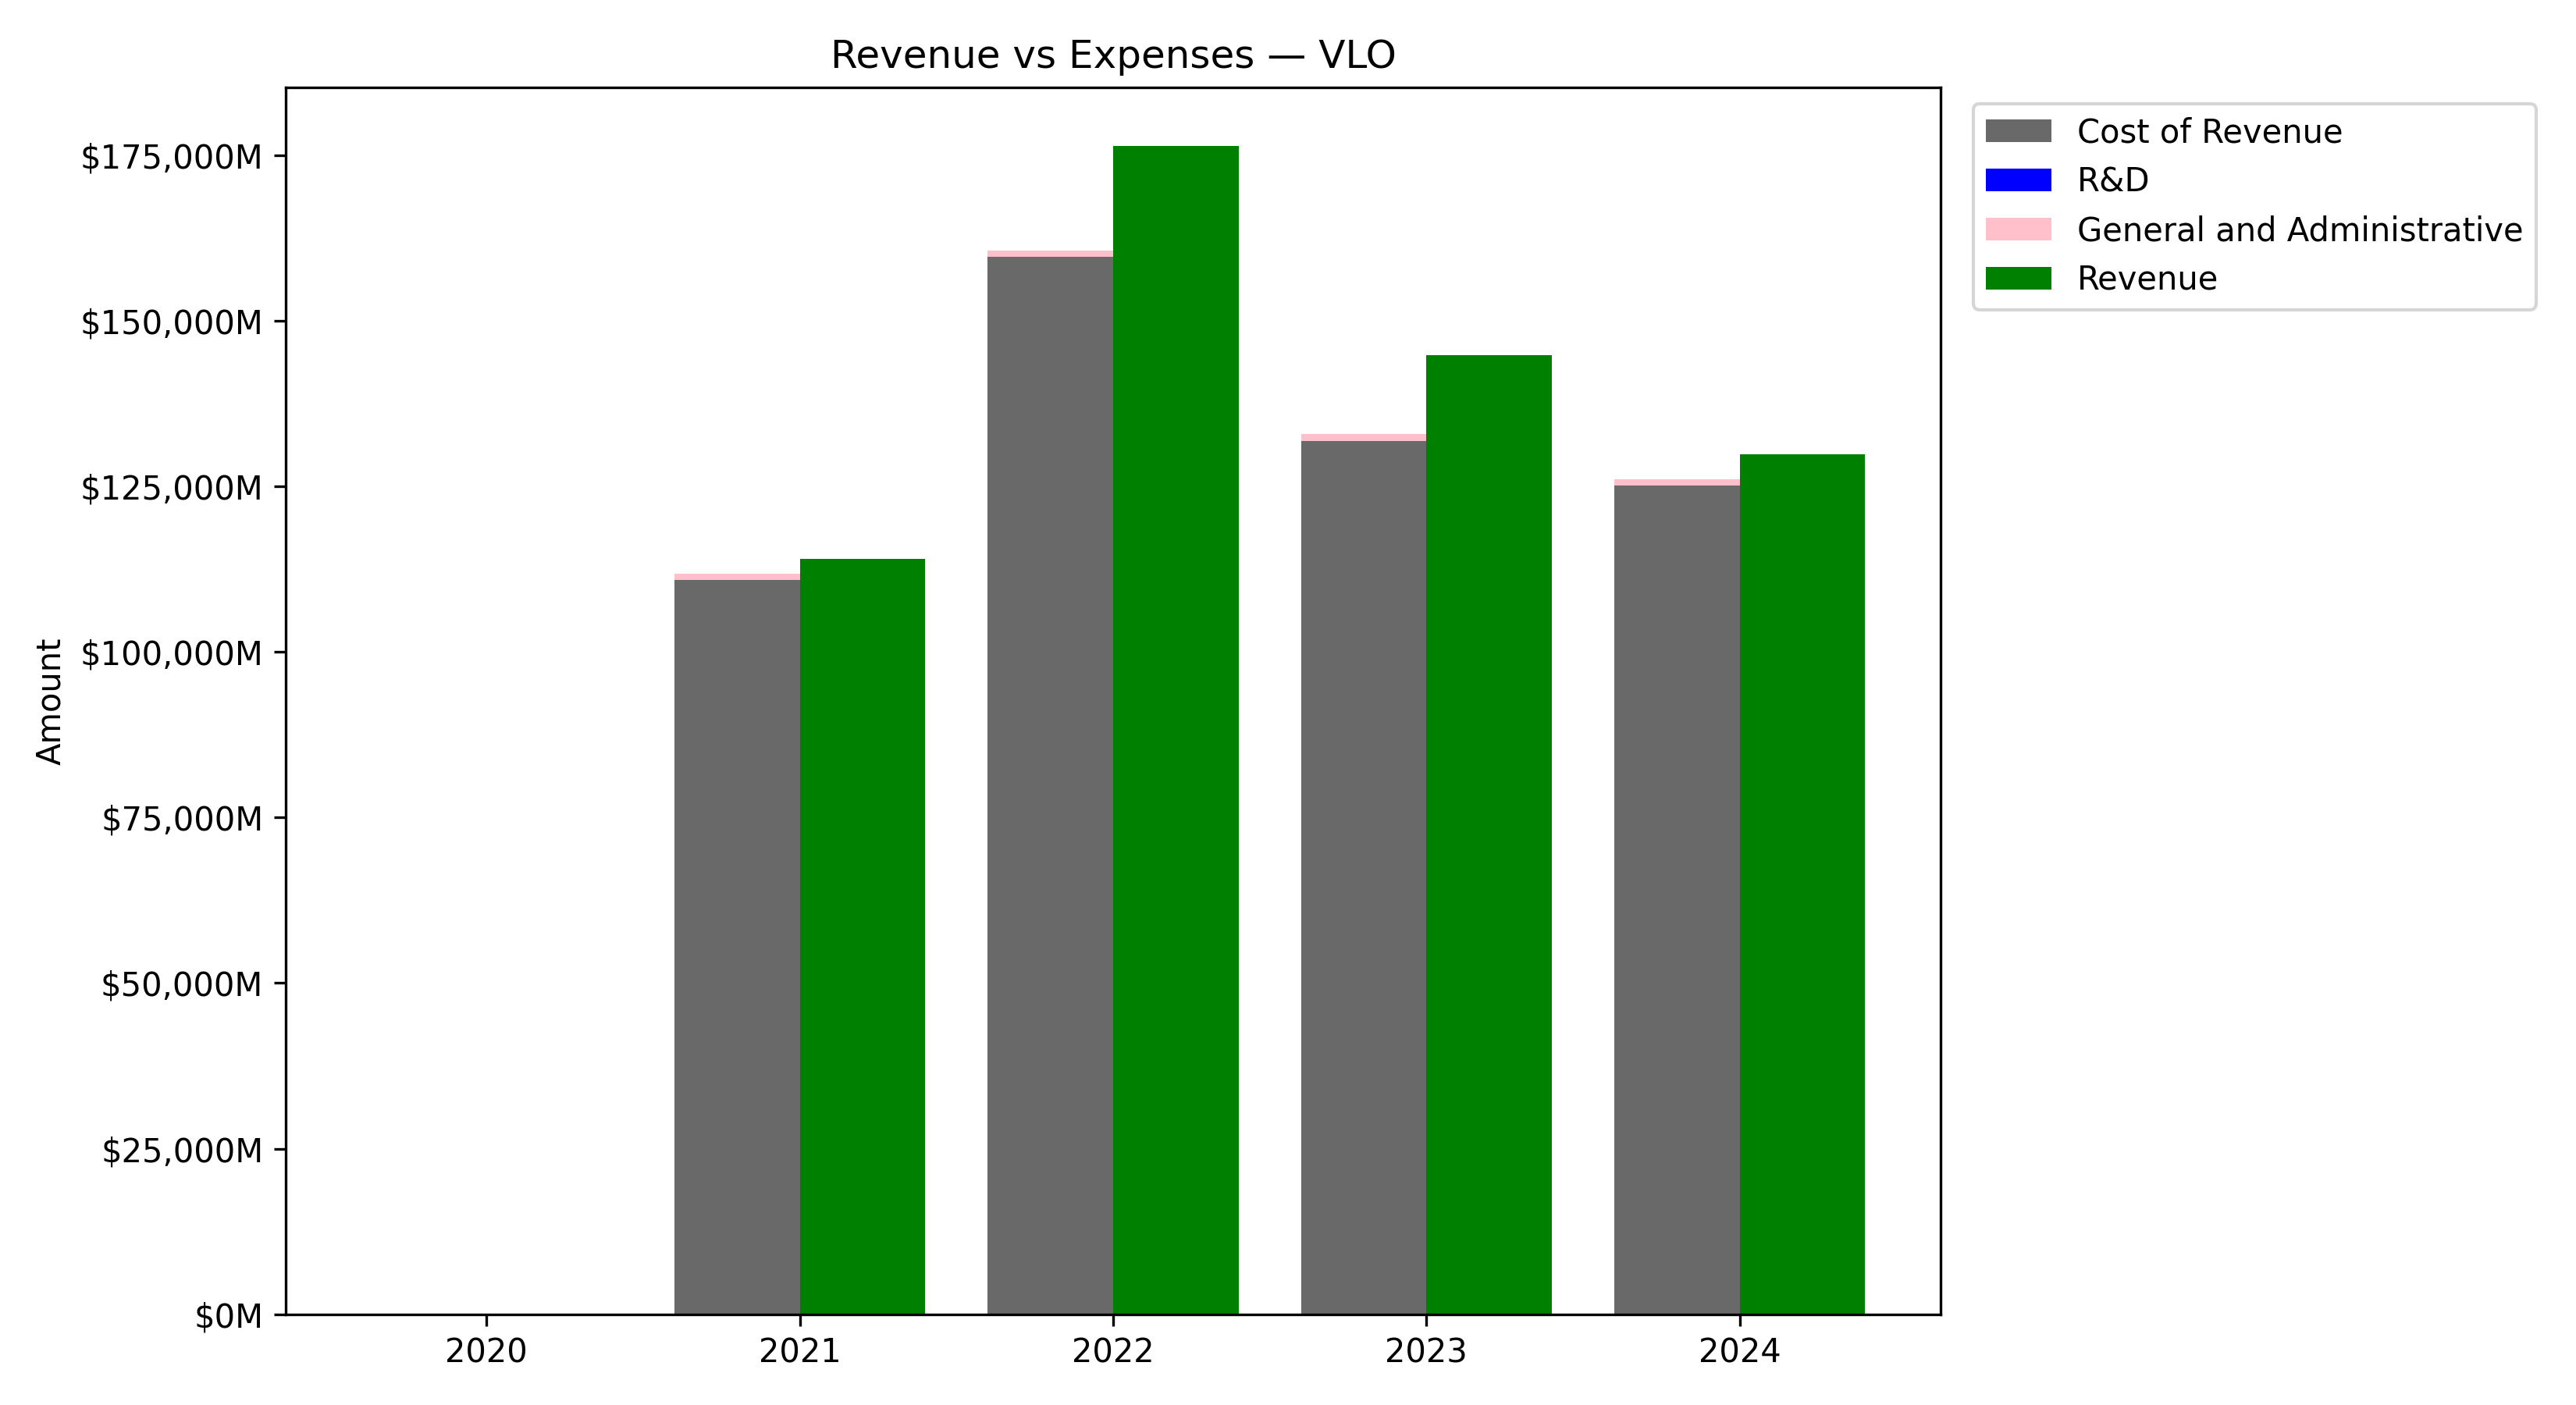 Revenue vs Expenses — VLO
Cost of Revenue
R&D
General and Administrative
Revenue
Amount
$175,000M
$150,000M
$125,000M
$100,000M
$75,000M
$50,000M
$25,000M
$0M
2020 2021 2022 2023 2024